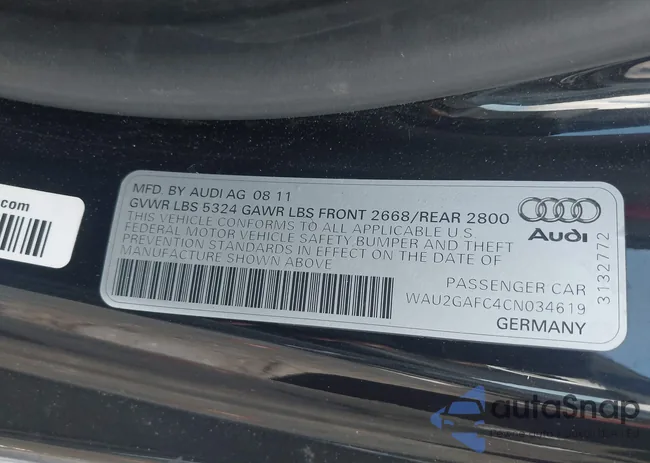 s.com
MFD. BY AUDI AG 08 11
GVWR LBS 5324 GAWR LBS FRONT 2668/REAR 2800
THIS VEHICLE CONFORMS TO ALL APPLICABLE U S
FEDERAL MOTOR VEHICLE SAFETY BUMPER AND THEFT
PREVENTION STANDARDS IN EFFECT ON THE DATE OF
MANUFACTURE SHOWN ABOVE
Audi
3132772
PASSENGER CAR
WAU2GAFC4CN034619
GERMANY
autoSnap